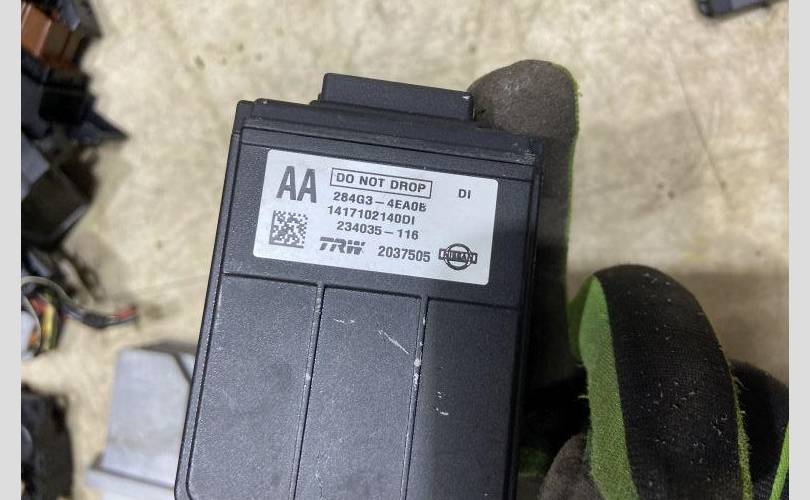 AA
DO NOT DROP
DI
284G3-4EA0B
1417102140DI
234035-116
TRW 2037505 NISSAN